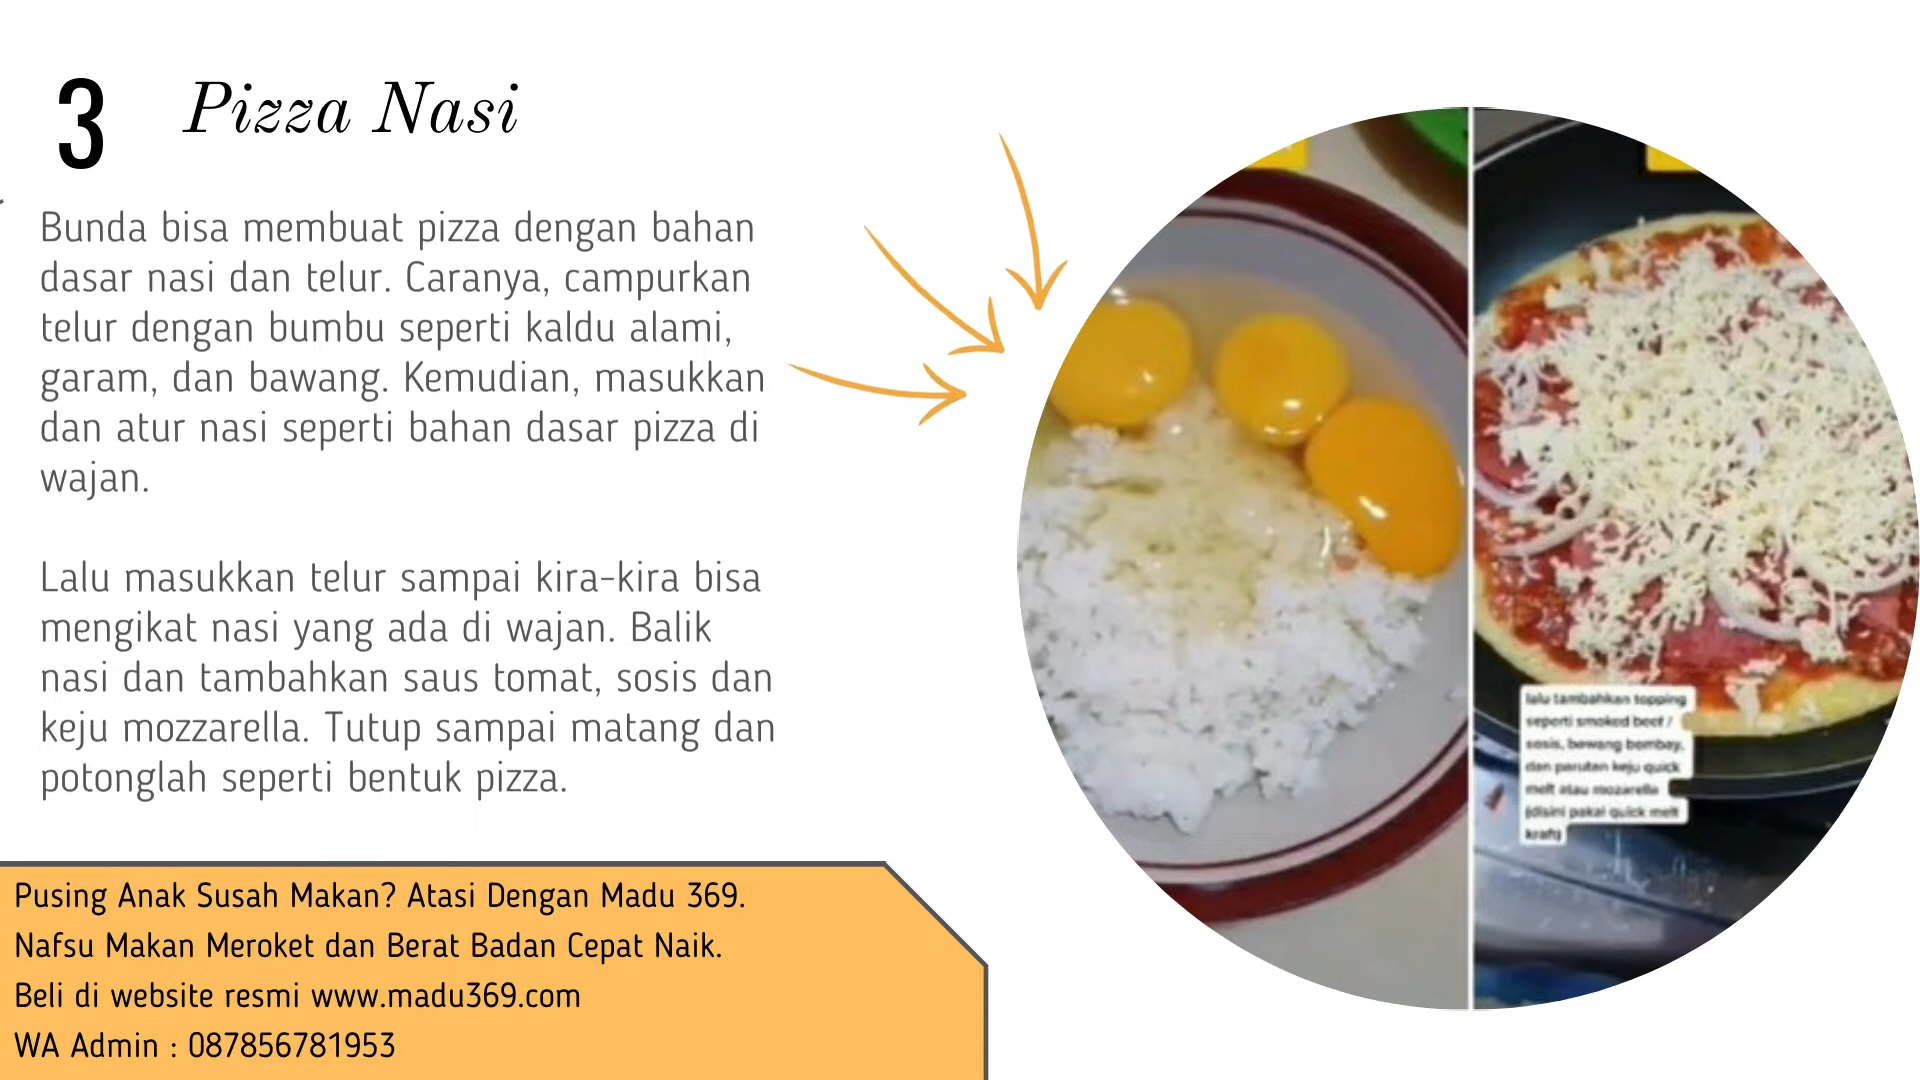 3 Pizza Nasi
Bunda bisa membuat pizza dengan bahan
dasar nasi dan telur. Caranya, campurkan
telur dengan bumbu seperti kaldu alami,
garam, dan bawang. Kemudian, masukkan
dan atur nasi seperti bahan dasar pizza di
wajan.
Lalu masukkan telur sampai kira-kira bisa
mengikat nasi yang ada di wajan. Balik
nasi dan tambahkan saus tomat, sosis dan
keju mozzarella. Tutup sampai matang dan
potonglah seperti bentuk pizza.
lalu tambahkan topping
seperti smoked beef /
sosis, bawang bombay,
dan parutan keju quick
melt atau mozarella
(disini pakai quick melt
kraft)
Pusing Anak Susah Makan? Atasi Dengan Madu 369.
Nafsu Makan Meroket dan Berat Badan Cepat Naik.
Beli di website resmi www.madu369.com
WA Admin : 087856781953